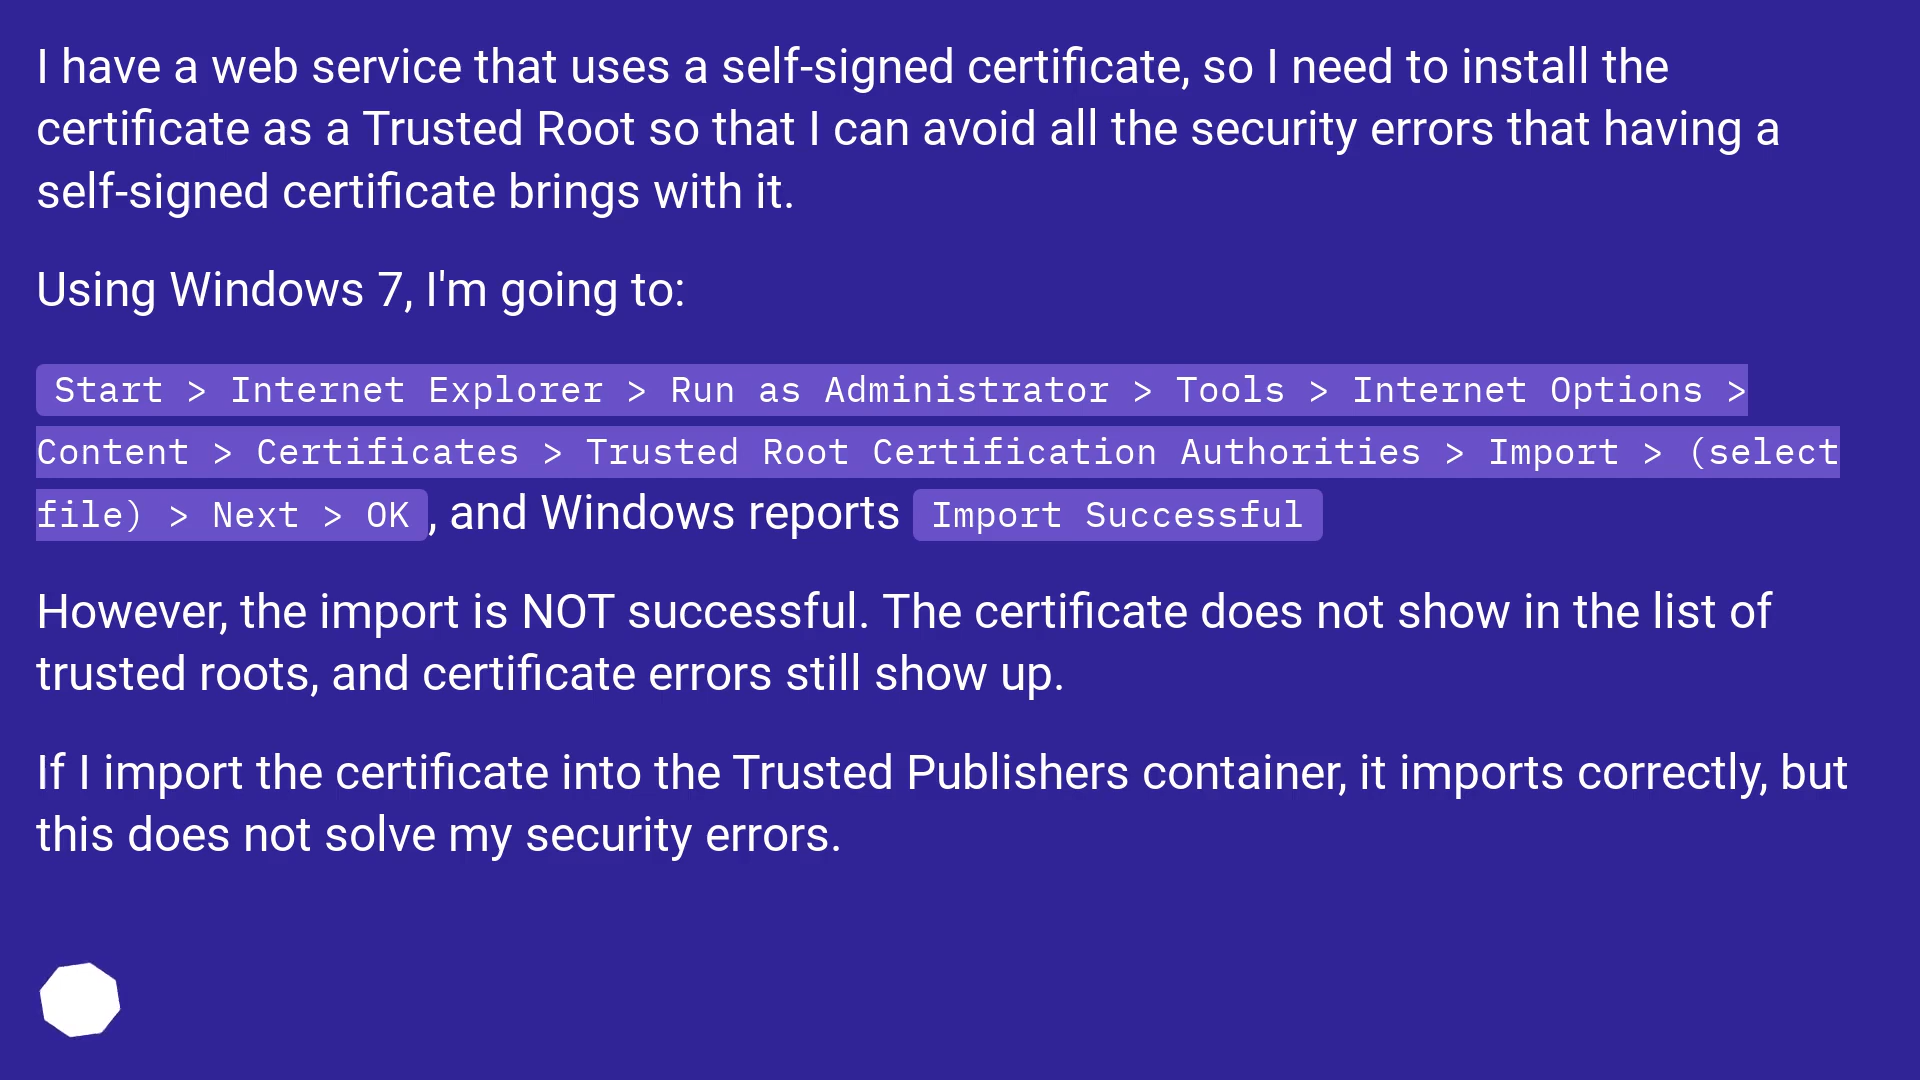 I have a web service that uses a self-signed certificate, so I need to install the
certificate as a Trusted Root so that I can avoid all the security errors that having a
self-signed certificate brings with it.
Using Windows 7, I'm going to:
Start > Internet Explorer > Run as Administrator > Tools > Internet Options >
Content > Certificates > Trusted Root Certification Authorities > Import > (select
file) > Next > OK , and Windows reports Import Successful
However, the import is NOT successful. The certificate does not show in the list of
trusted roots, and certificate errors still show up.
If I import the certificate into the Trusted Publishers container, it imports correctly, but
this does not solve my security errors.